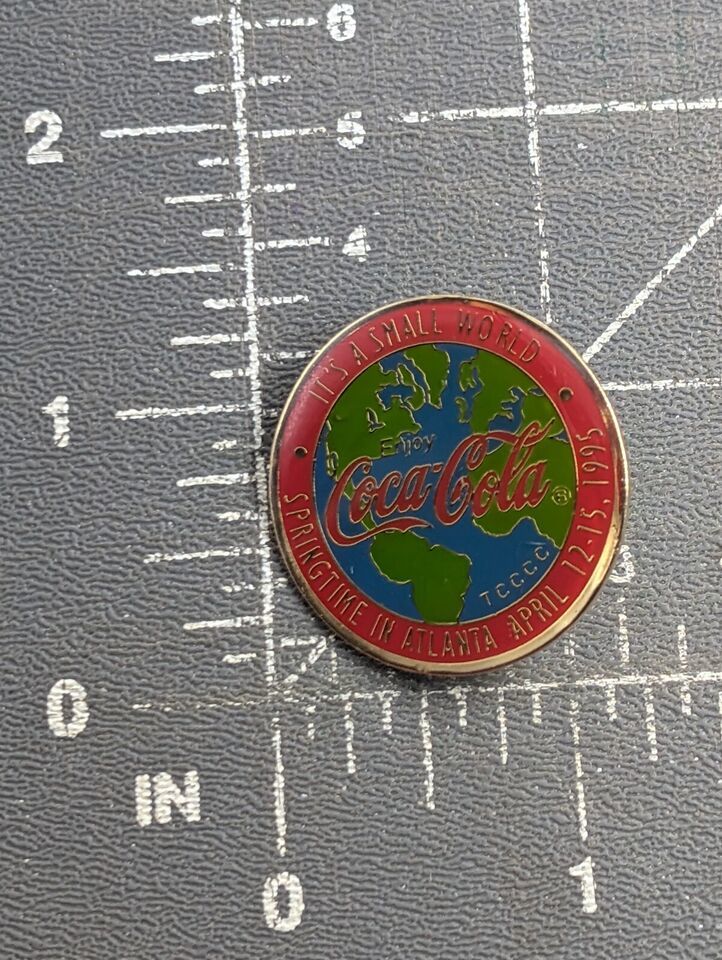 6
2
5
4
1
0
IN
0
1
IT'S A SMALL WORLD
Enjoy
Coca-Cola ®
TCCCC
SPRINGTIME IN ATLANTA APRIL 12-15, 1995